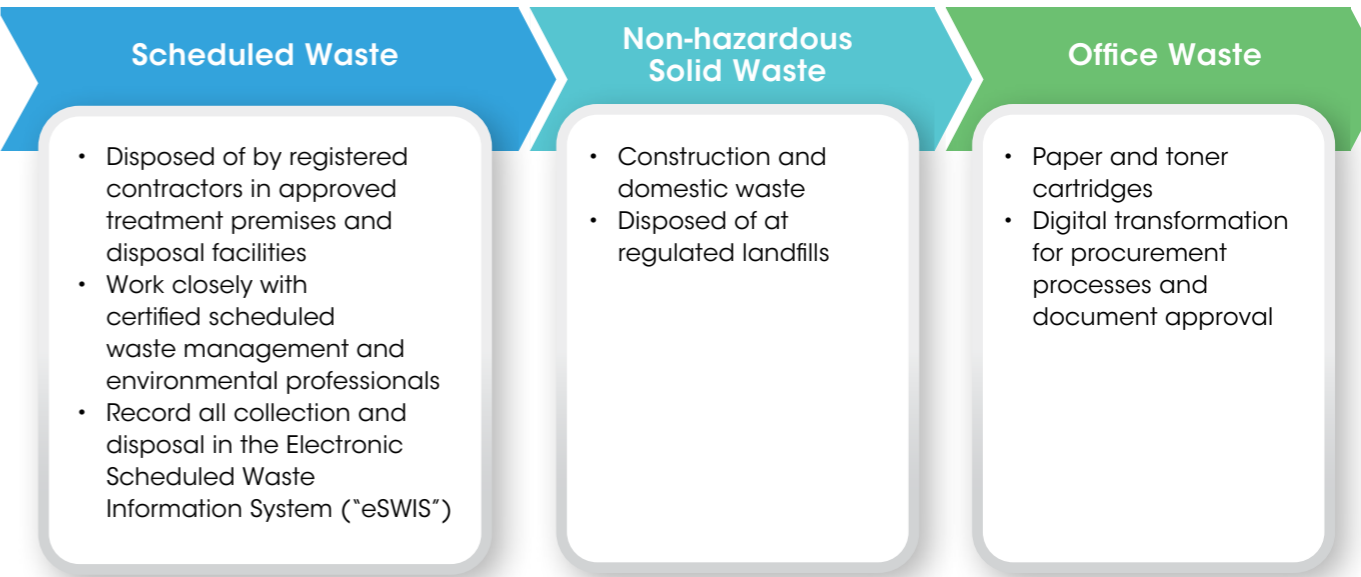 Scheduled Waste
• Disposed of by registered
contractors in approved
treatment premises and
disposal facilities
• Work closely with
certified scheduled
waste management and
environmental professionals
• Record all collection and
disposal in the Electronic
Scheduled Waste
Information System (“eSWIS”)
Non-hazardous
Solid Waste
• Construction and
domestic waste
• Disposed of at
regulated landfills
Office Waste
• Paper and toner
cartridges
• Digital transformation
for procurement
processes and
document approval